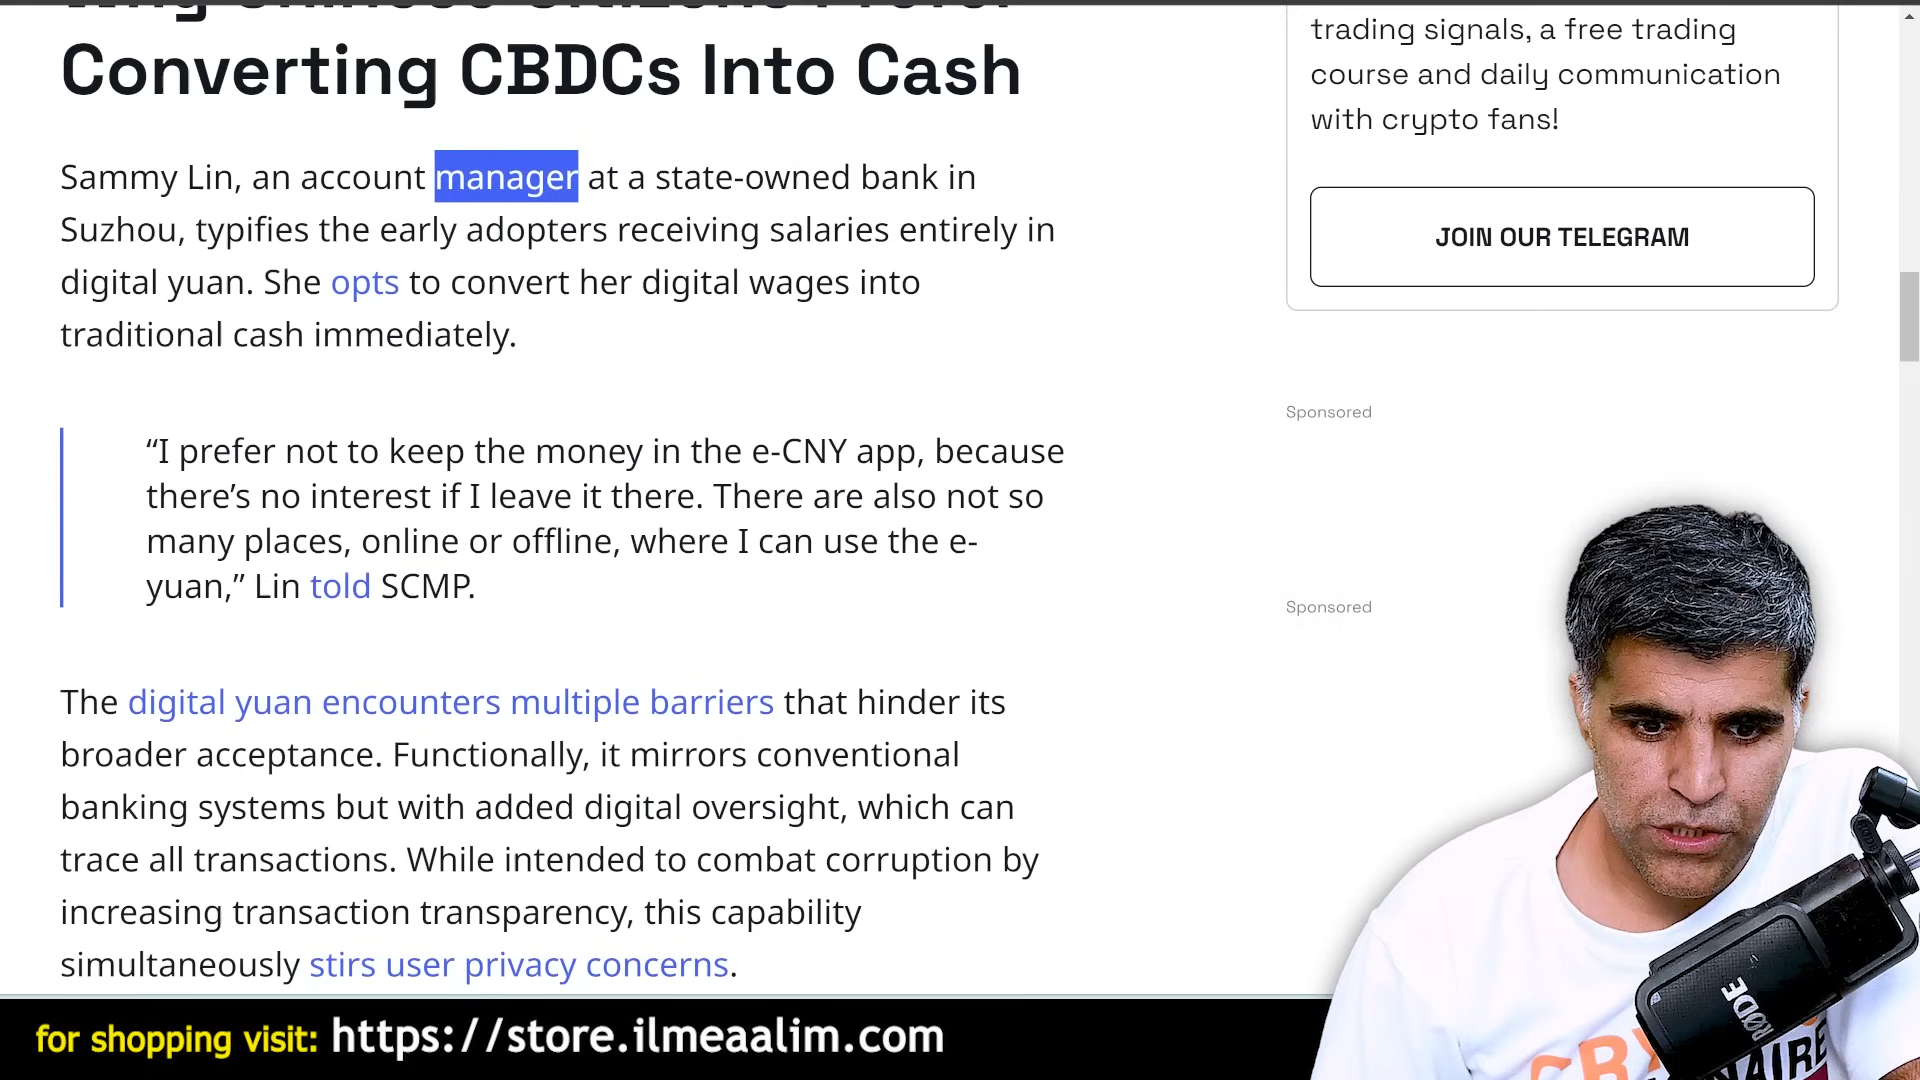 Why Chinese Citizens Prefer
Converting CBDCs Into Cash
Sammy Lin, an account manager at a state-owned bank in
Suzhou, typifies the early adopters receiving salaries entirely in
digital yuan. She opts to convert her digital wages into
traditional cash immediately.
“I prefer not to keep the money in the e-CNY app, because
there’s no interest if I leave it there. There are also not so
many places, online or offline, where I can use the e-
yuan,” Lin told SCMP.
The digital yuan encounters multiple barriers that hinder its
broader acceptance. Functionally, it mirrors conventional
banking systems but with added digital oversight, which can
trace all transactions. While intended to combat corruption by
increasing transaction transparency, this capability
simultaneously stirs user privacy concerns.
trading signals, a free trading
course and daily communication
with crypto fans!
JOIN OUR TELEGRAM
Sponsored
Sponsored
RØDE
for shopping visit: https://store.ilmeaalim.com